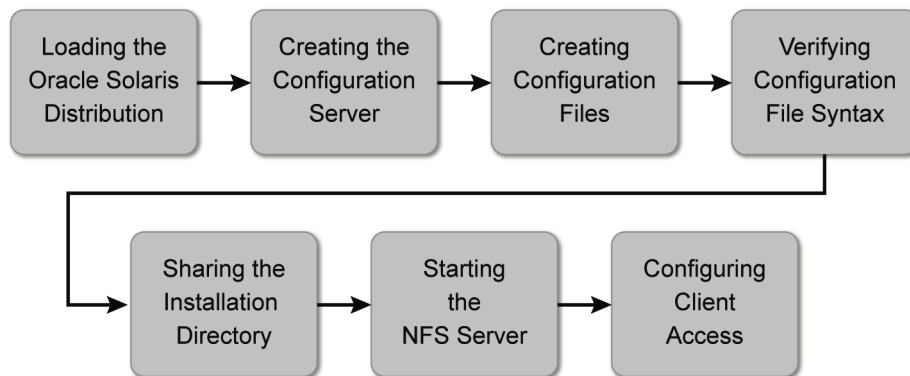 Loading the
Oracle Solaris
Distribution
Creating the
Configuration
Server
Creating
Configuration
Files
Verifying
Configuration
File Syntax
Sharing the
Installation
Directory
Starting
the
NFS Server
Configuring
Client
Access